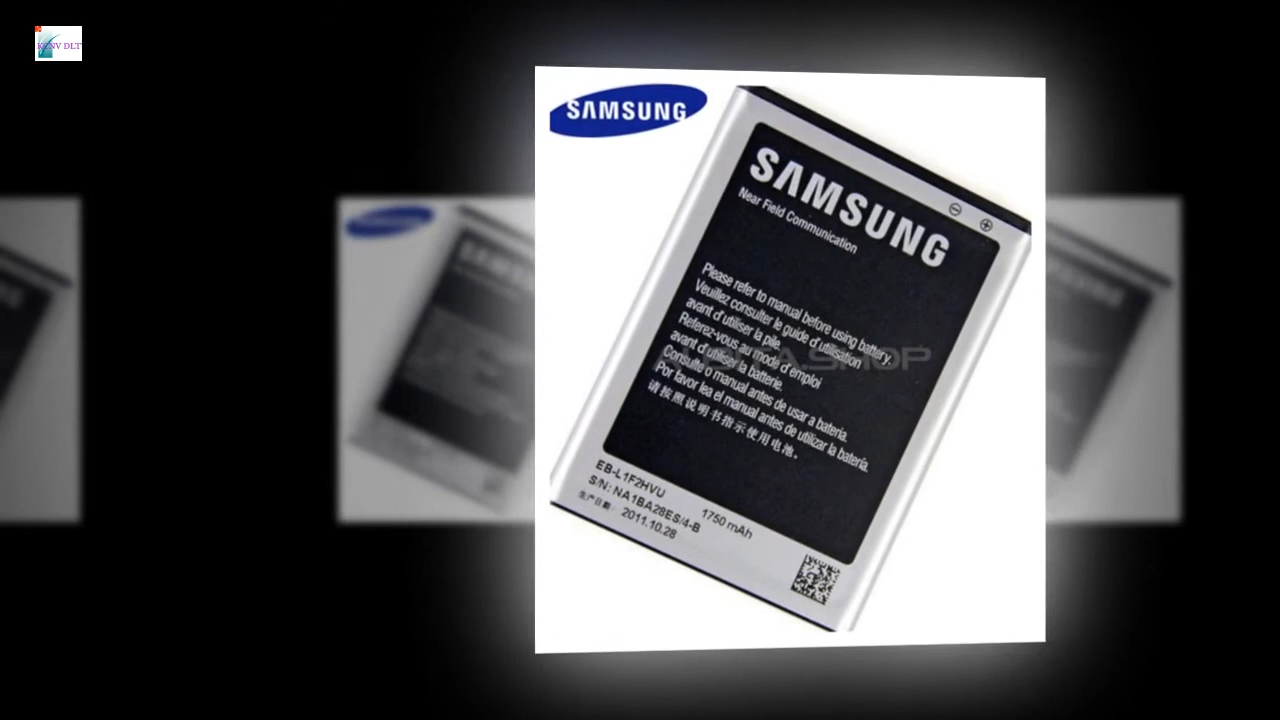 KENV DLT
SAMSUNG
SAMSUNG
Near Field Communication
Please refer to manual before using battery.
Veuillez consulter le guide d'utilisation
avant d'utiliser la pile.
Referez-vous au mode d'emploi
avant d'utiliser la batterie.
Consulte o manual antes de usar a bateria.
Por favor lea el manual antes de utilizar la batería.
请按照说明书指示使用电池。
EB-L1F2HVU
S/N: NA1BA28ES/4-B
1750 mAh
生产日期: 2011.10.28